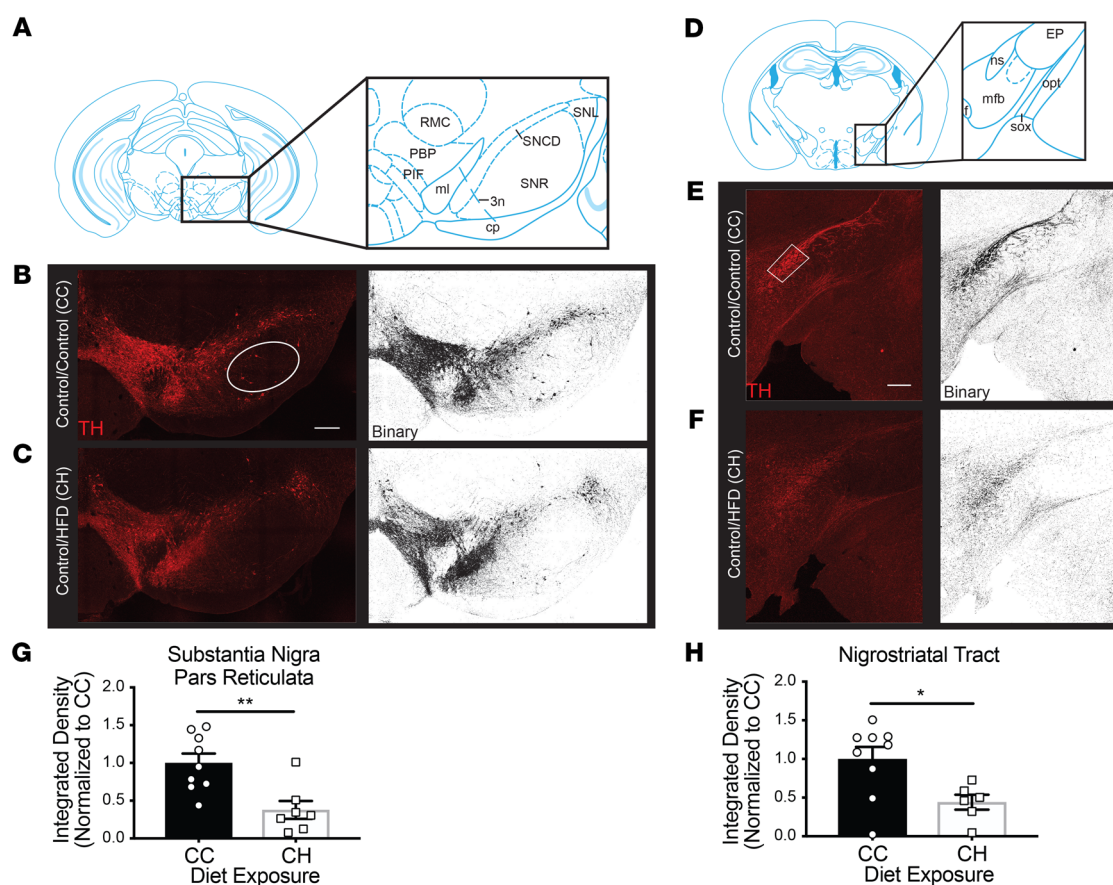 A
RMC
PBP
PIF
ml
SNL
SNCD
SNR
3n
cp
B
Control/Control (CC)
TH
Binary
C
Control/HFD (CH)
D
EP
ns
opt
mfb
f
sox
E
Control/Control (CC)
TH
Binary
F
Control/HFD (CH)
G
Substantia Nigra
Pars Reticulata
Integrated Density
(Normalized to CC)
2.0
1.5
1.0
0.5
0.0
**
CC
CH
Diet Exposure
H
Nigrostriatal Tract
Integrated Density
(Normalized to CC)
2.0
1.5
1.0
0.5
0.0
*
CC
CH
Diet Exposure